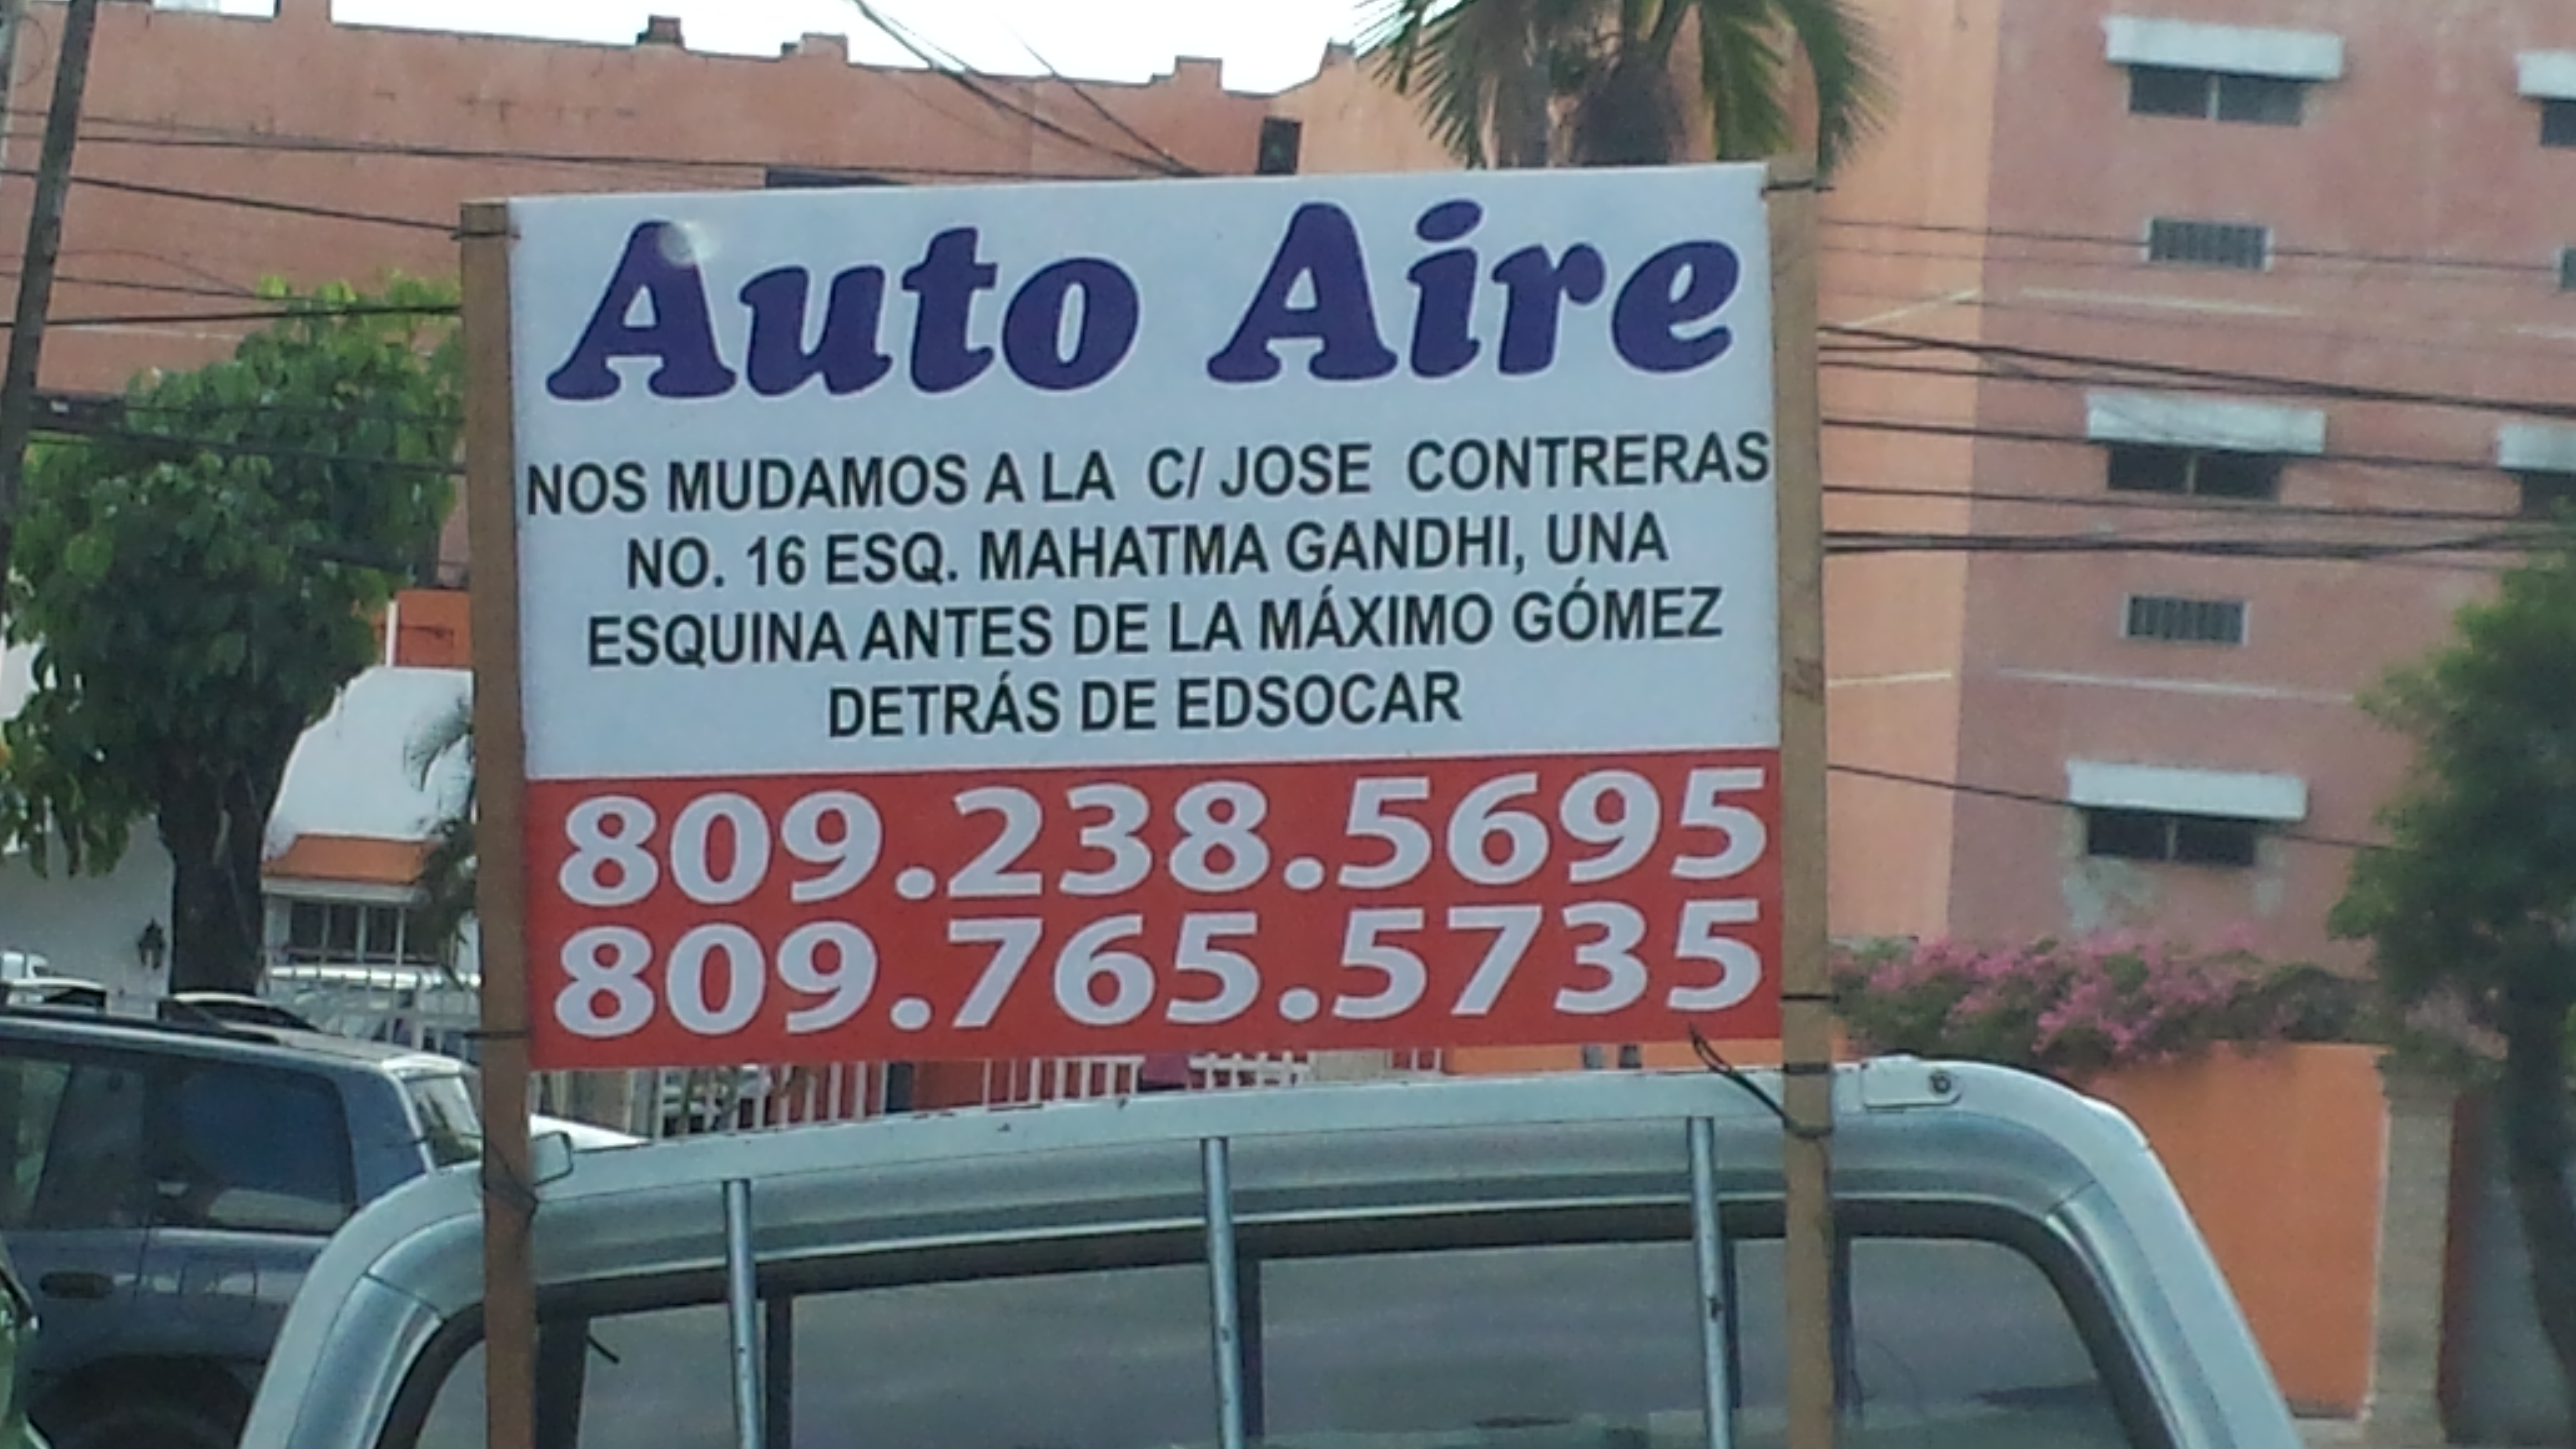 Auto Aire
NOS MUDAMOS A LA C/ JOSE CONTRERAS
NO. 16 ESQ. MAHATMA GANDHI, UNA
ESQUINA ANTES DE LA MÁXIMO GÓMEZ
DETRÁS DE EDSOCAR
809.238.5695
809.765.5735